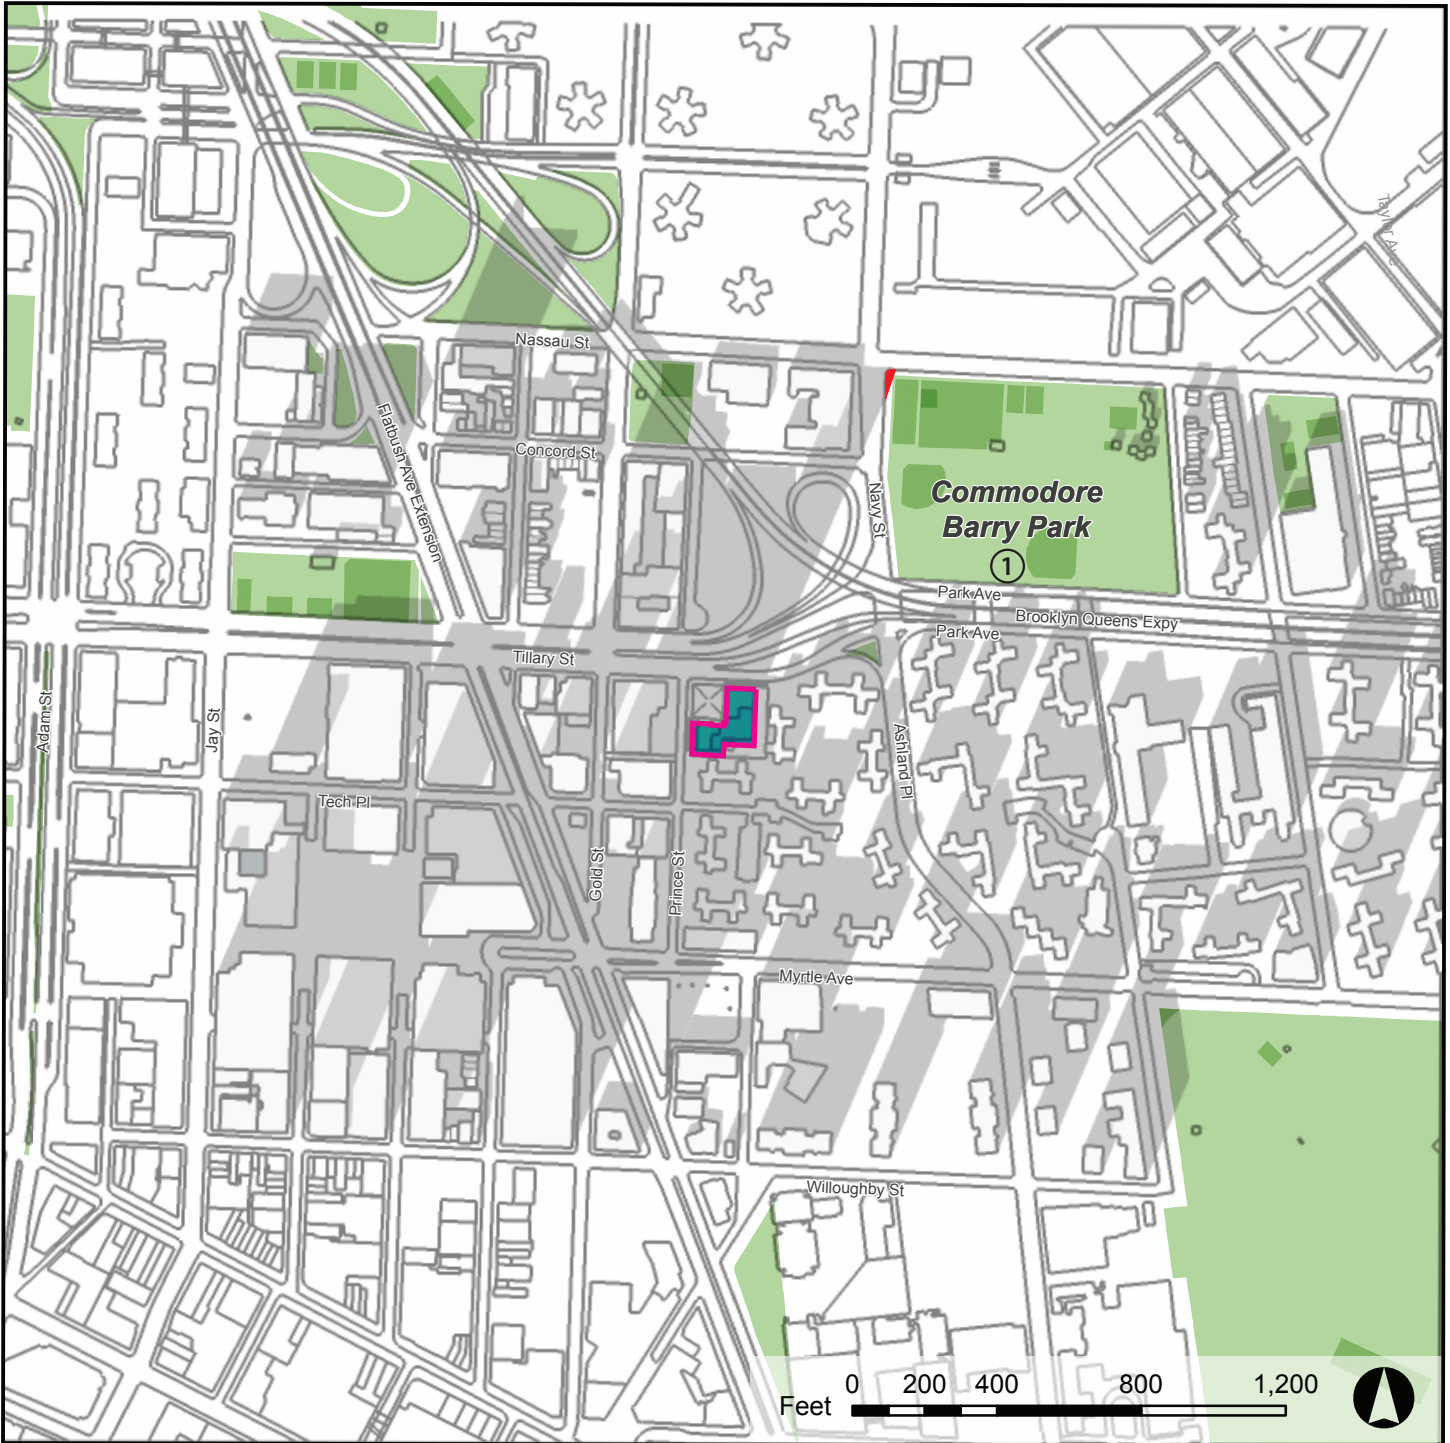 Taylor Ave
Nassau St
Flatbush Ave Extension
Concord St
Navy St
Commodore
Barry Park
1
Park Ave
Brooklyn Queens Expy
Park Ave
Tillary St
Adam St
Jay St
Ashland Pl
Tech Pl
Gold St
Prince St
Myrtle Ave
Willoughby St
Feet 0 200 400 800 1,200